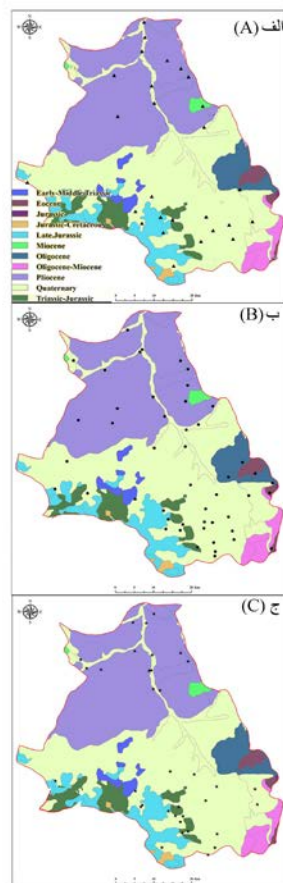 (A) الف
Early-Middle-Triassic
Eocene
Jurassic
Jurassic-Cretaceous
Late.Jurassic
Miocene
Oligocene
Oligocene-Miocene
Pliocene
Quaternary
Triassic-Jurassic
(B) ب
(C) ج